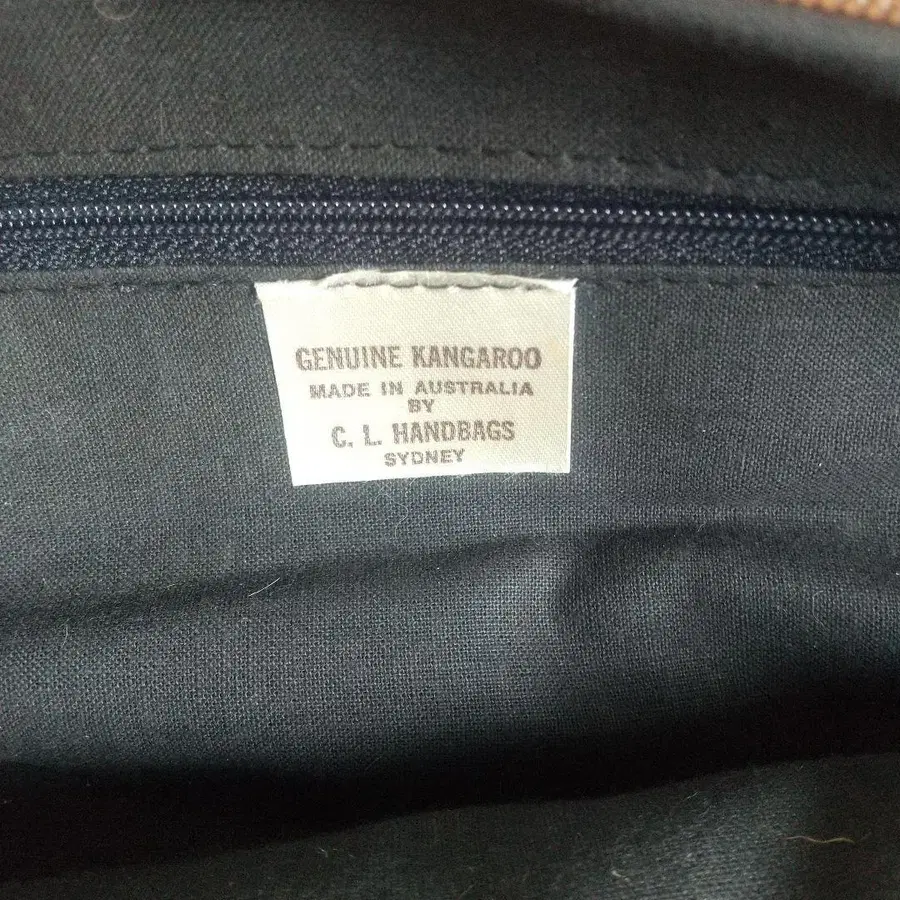 GENUINE KANGAROO
MADE IN AUSTRALIA
BY
C. L. HANDBAGS
SYDNEY